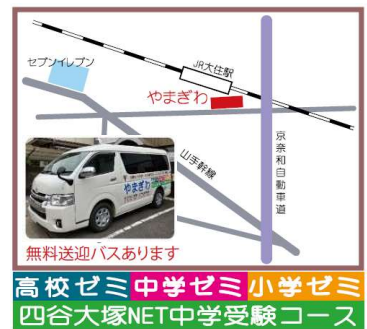 セブンイレブン
JR大住駅
やまぎわ
山手幹線
京奈和自動車道
やまぎわ
無料送迎バスあります
高校ゼミ 中学ゼミ 小学ゼミ
四谷大塚NET中学受験コース